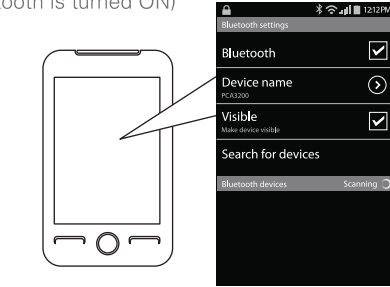 ooth is turned ON)
12:12PM
Bluetooth settings
Bluetooth
Device name
PCA3200
Visible
Make device visible
Search for devices
Bluetooth devices Scanning